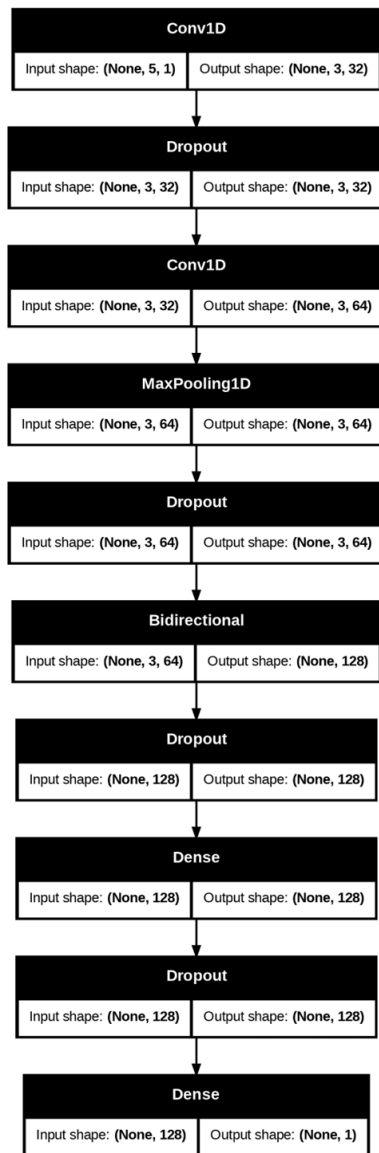 Conv1D
Input shape: (None, 5, 1) Output shape: (None, 3, 32)
Dropout
Input shape: (None, 3, 32) Output shape: (None, 3, 32)
Conv1D
Input shape: (None, 3, 32) Output shape: (None, 3, 64)
MaxPooling1D
Input shape: (None, 3, 64) Output shape: (None, 3, 64)
Dropout
Input shape: (None, 3, 64) Output shape: (None, 3, 64)
Bidirectional
Input shape: (None, 3, 64) Output shape: (None, 128)
Dropout
Input shape: (None, 128) Output shape: (None, 128)
Dense
Input shape: (None, 128) Output shape: (None, 128)
Dropout
Input shape: (None, 128) Output shape: (None, 128)
Dense
Input shape: (None, 128) Output shape: (None, 1)